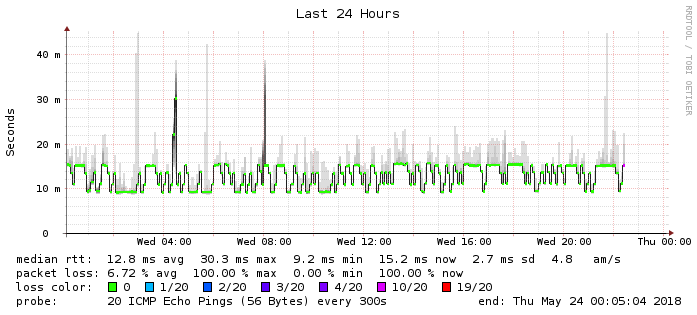 Last 24 Hours
RRDTOOL / TOBI OETIKER
Seconds
40 m
30 m
20 m
10 m
0
Wed 04:00 Wed 08:00 Wed 12:00 Wed 16:00 Wed 20:00 Thu 00:00
median rtt: 12.8 ms avg 30.3 ms max 9.2 ms min 15.2 ms now 2.7 ms sd 4.8 am/s
packet loss: 6.72 % avg 100.00 % max 0.00 % min 100.00 % now
loss color: 0 1/20 2/20 3/20 4/20 10/20 19/20
probe: 20 ICMP Echo Pings (56 Bytes) every 300s end: Thu May 24 00:05:04 2018